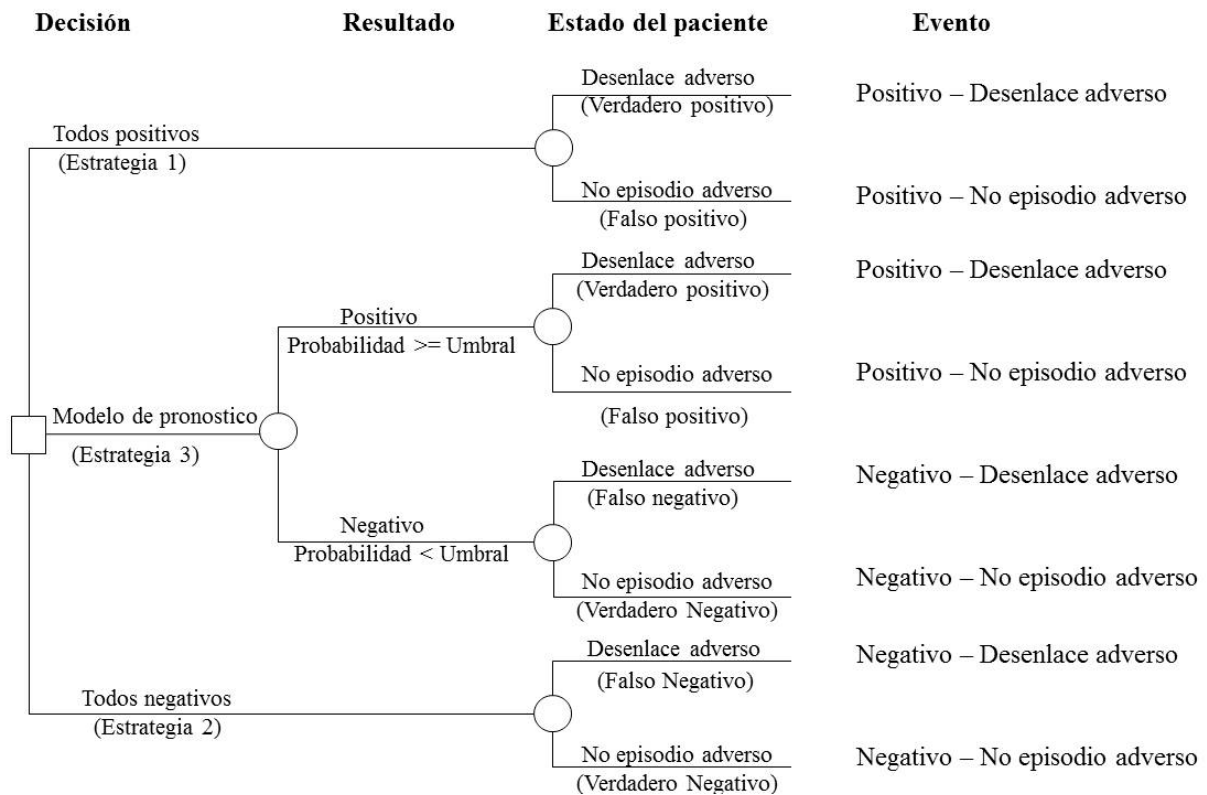 Decisión
Resultado
Estado del paciente
Evento
Desenlace adverso
(Verdadero positivo)
Positivo – Desenlace adverso
Todos positivos
(Estrategia 1)
No episodio adverso
(Falso positivo)
Positivo – No episodio adverso
Desenlace adverso
(Verdadero positivo)
Positivo – Desenlace adverso
Positivo
Probabilidad >= Umbral
No episodio adverso
(Falso positivo)
Positivo – No episodio adverso
Modelo de pronostico
(Estrategia 3)
Desenlace adverso
(Falso negativo)
Negativo – Desenlace adverso
Negativo
Probabilidad < Umbral
No episodio adverso
(Verdadero Negativo)
Negativo – No episodio adverso
Desenlace adverso
(Falso Negativo)
Negativo – Desenlace adverso
Todos negativos
(Estrategia 2)
No episodio adverso
(Verdadero Negativo)
Negativo – No episodio adverso